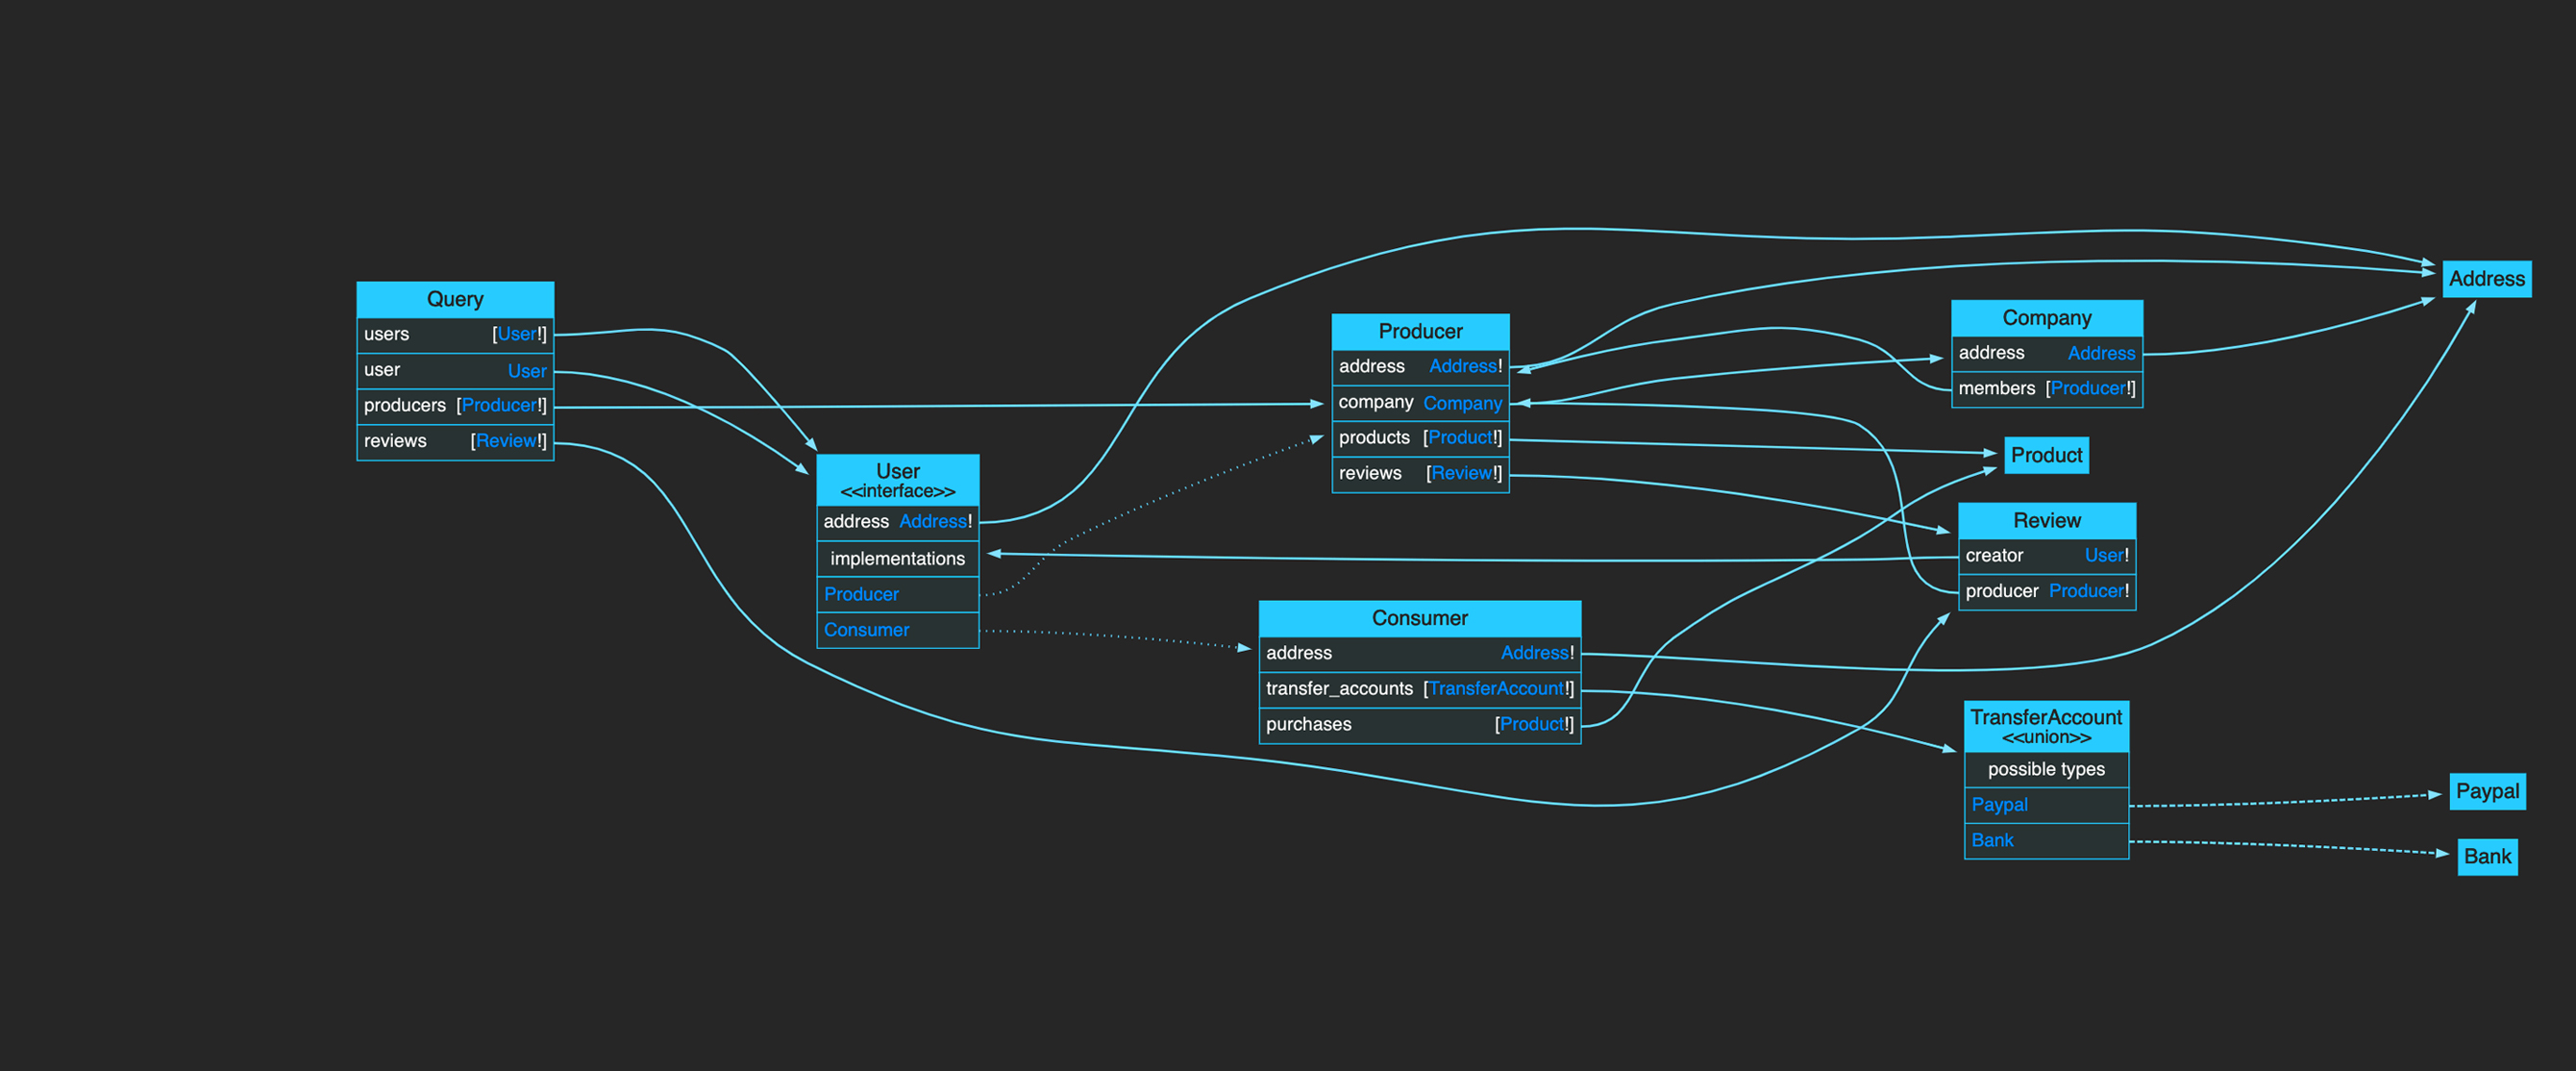 Query
users [User!]
user User
producers [Producer!]
reviews [Review!]
User
<<interface>>
address Address!
implementations
Producer
Consumer
Producer
address Address!
company Company
products [Product!]
reviews [Review!]
Consumer
address Address!
transfer_accounts [TransferAccount!]
purchases [Product!]
Company
address Address
members [Producer!]
Product
Review
creator User!
producer Producer!
TransferAccount
<<union>>
possible types
Paypal
Bank
Address
Paypal
Bank